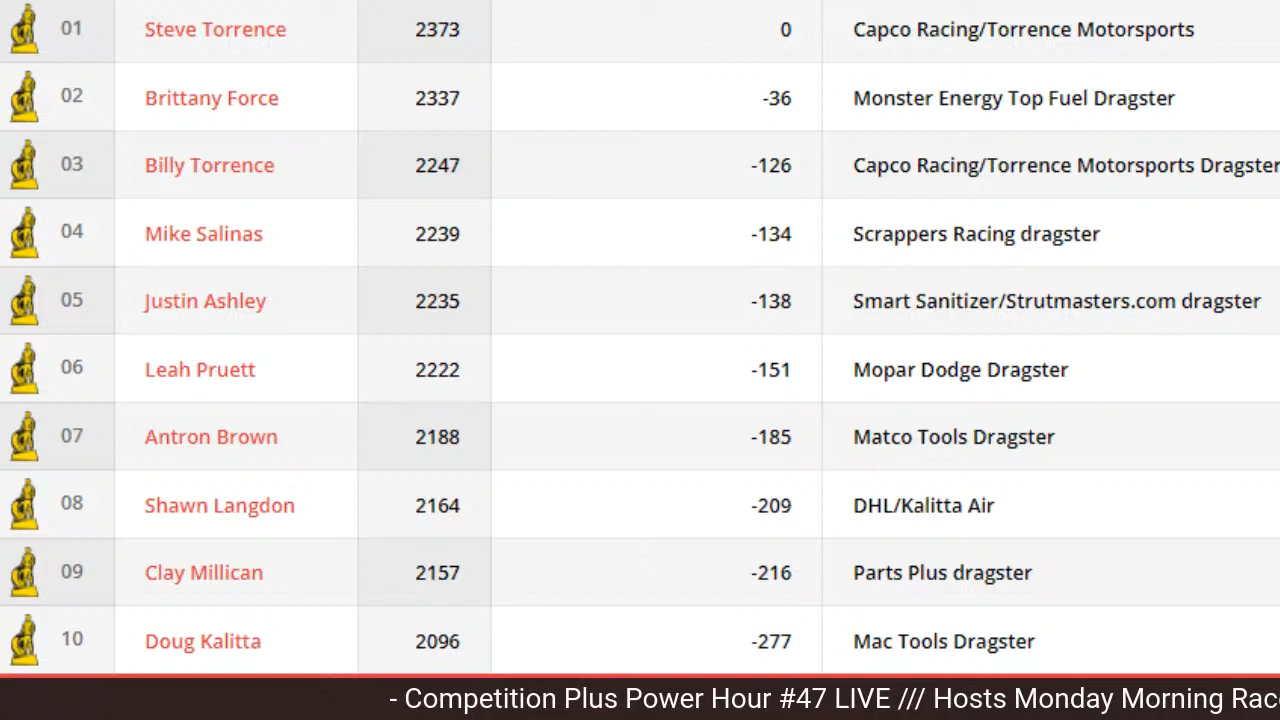 01 Steve Torrence 2373 0 Capco Racing/Torrence Motorsports
02 Brittany Force 2337 -36 Monster Energy Top Fuel Dragster
03 Billy Torrence 2247 -126 Capco Racing/Torrence Motorsports Dragster
04 Mike Salinas 2239 -134 Scrappers Racing dragster
05 Justin Ashley 2235 -138 Smart Sanitizer/Strutmasters.com dragster
06 Leah Pruett 2222 -151 Mopar Dodge Dragster
07 Antron Brown 2188 -185 Matco Tools Dragster
08 Shawn Langdon 2164 -209 DHL/Kalitta Air
09 Clay Millican 2157 -216 Parts Plus dragster
10 Doug Kalitta 2096 -277 Mac Tools Dragster
- Competition Plus Power Hour #47 LIVE /// Hosts Monday Morning Rac